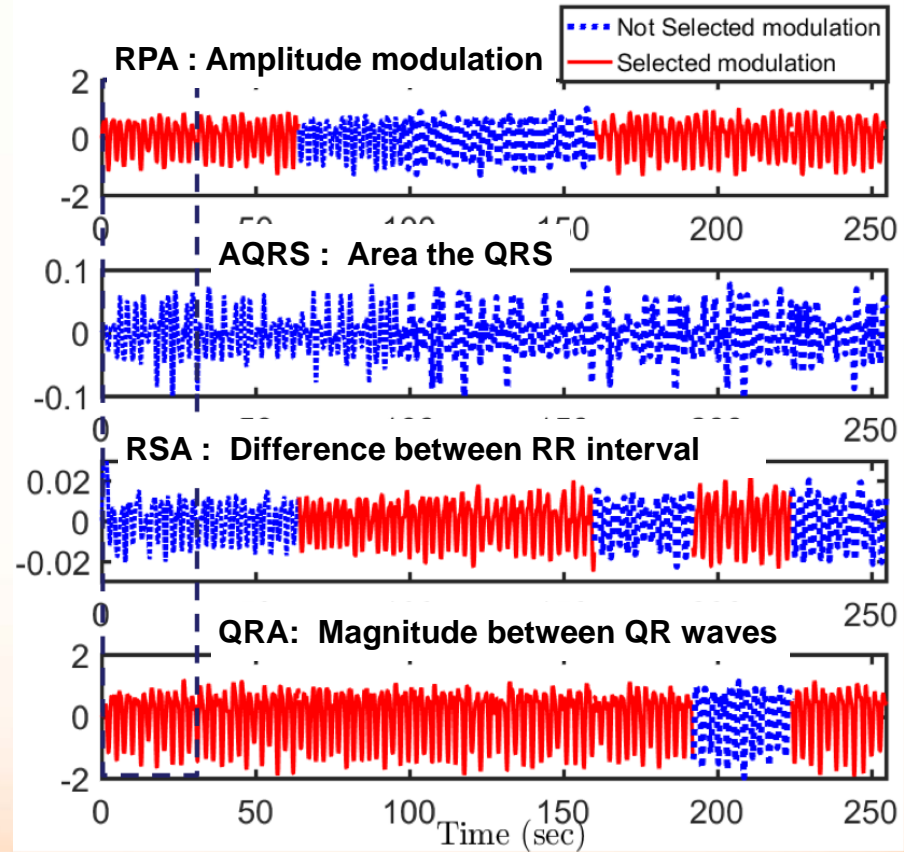 Not Selected modulation
Selected modulation
RPA : Amplitude modulation
2
0
-2
0 50 150 200 250
AQRS : Area the QRS
0.1
0
-0.1
0 250
RSA : Difference between RR interval
0.02
0
-0.02
0 250
QRA: Magnitude between QR waves
2
0
-2
0 50 100 150 200 250
Time (sec)